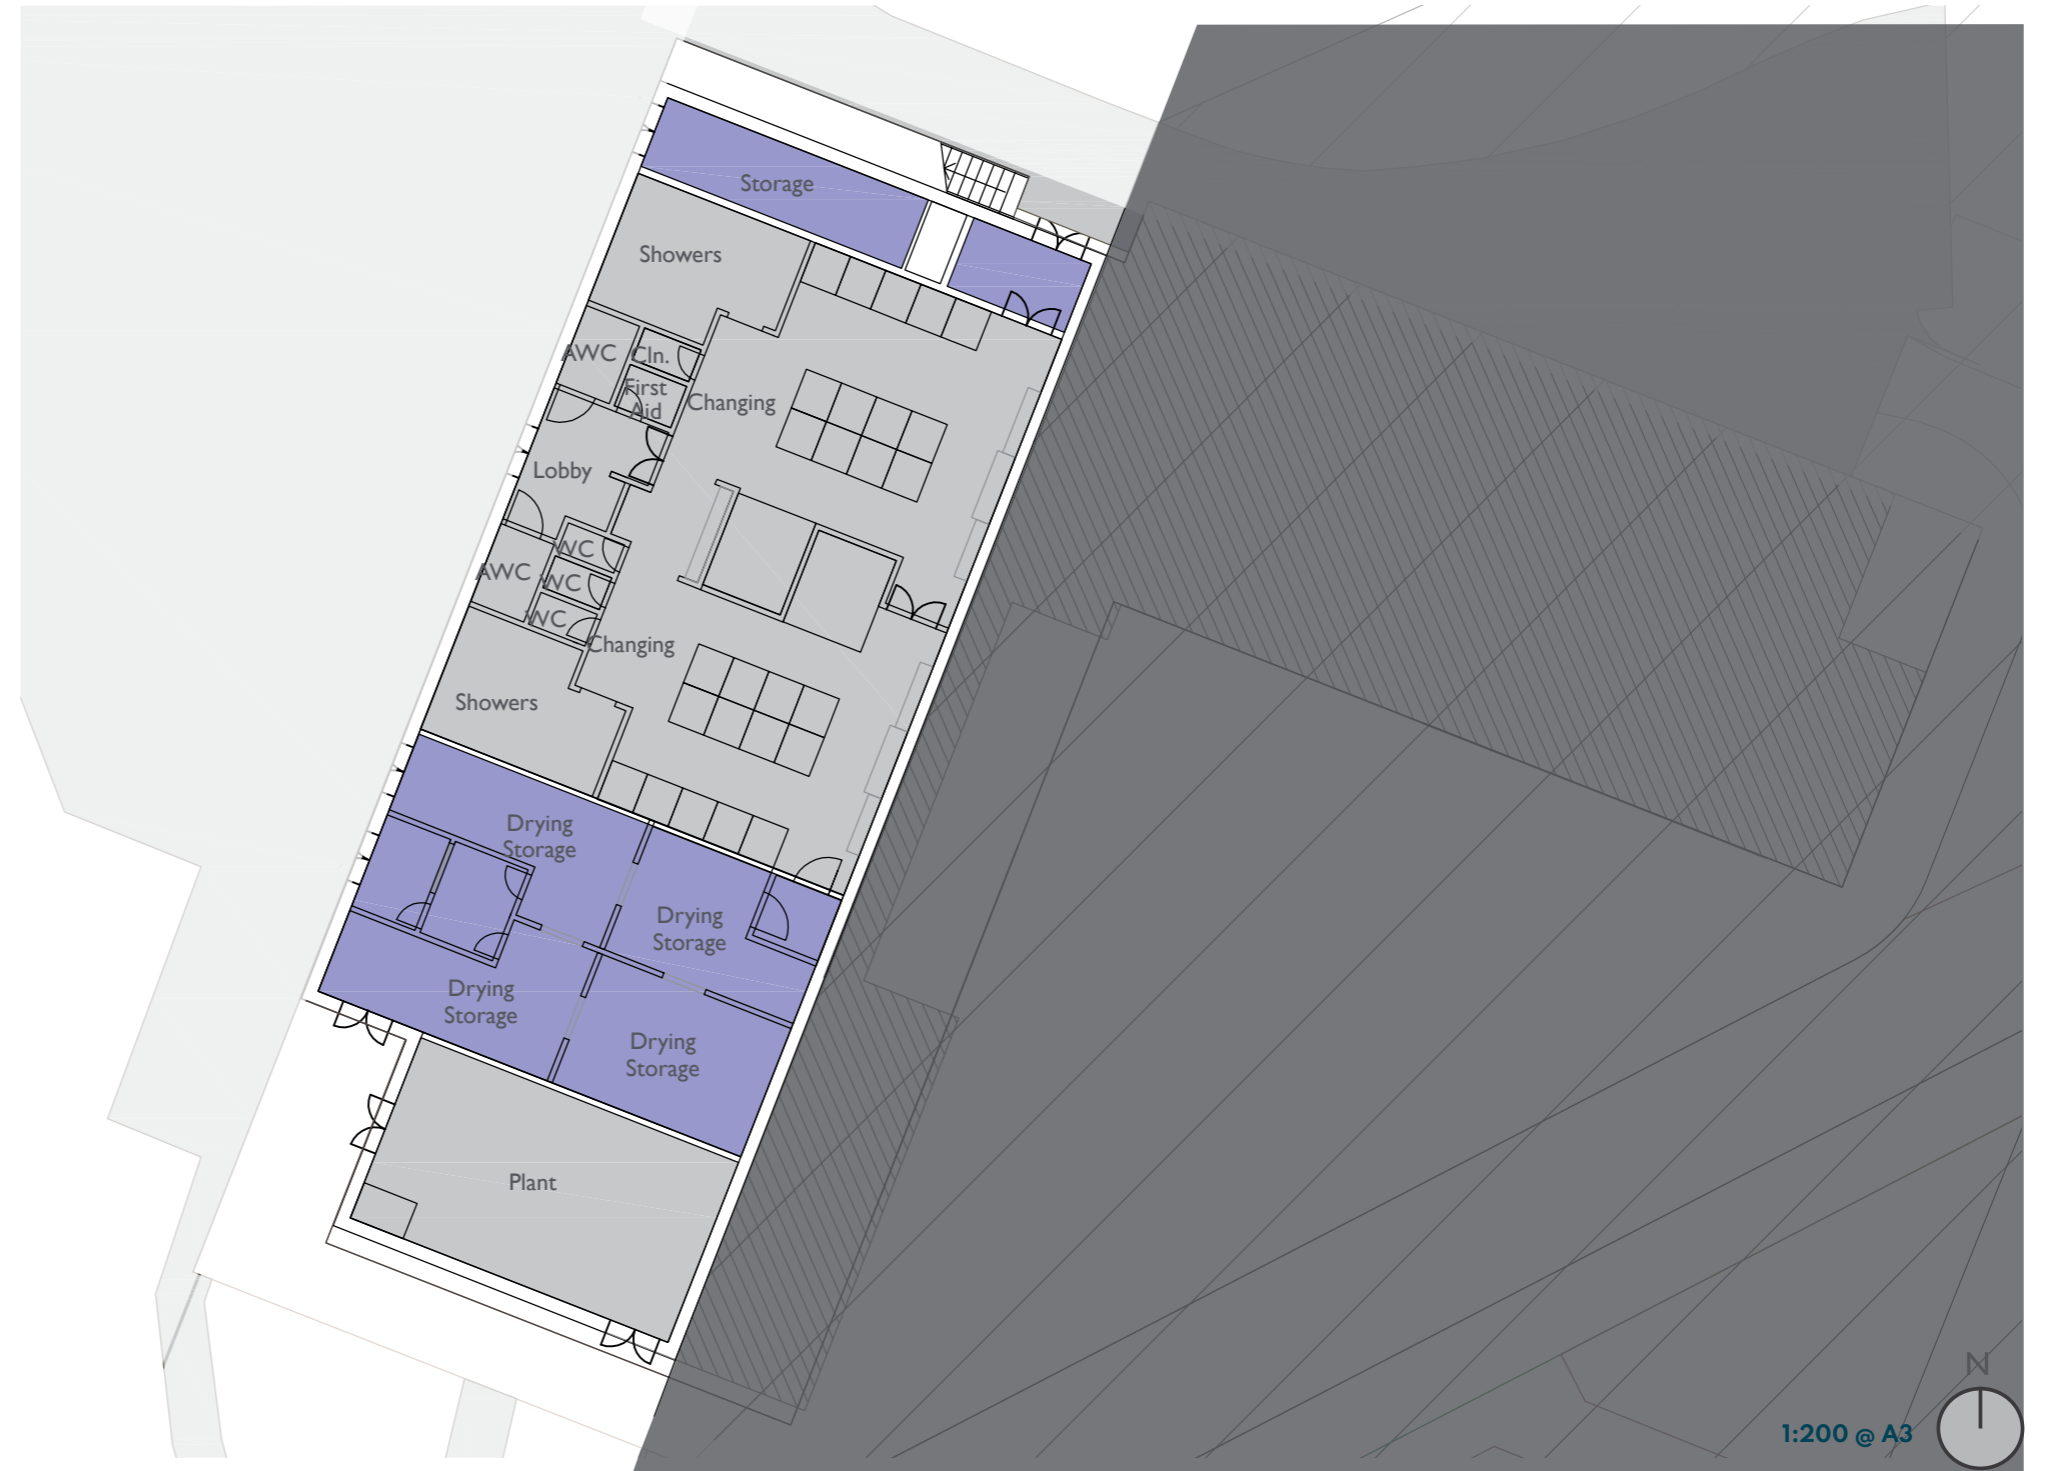 Storage
Showers
AWC
Cln.
First
Aid
Changing
Lobby
WC
AWC
WC
WC
Changing
Showers
Drying
Storage
Drying
Storage
Drying
Storage
Drying
Storage
Plant
N
1:200 @ A3